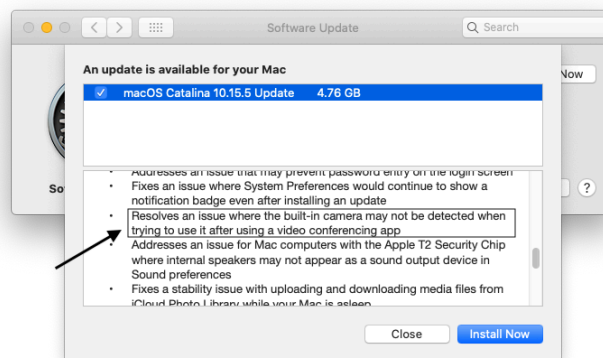 Software Update
Search
An update is available for your Mac
Now
macOS Catalina 10.15.5 Update 4.76 GB
• Addresses an issue that may prevent password entry on the login screen
• Fixes an issue where System Preferences would continue to show a
notification badge even after installing an update
So
?
• Resolves an issue where the built-in camera may not be detected when
trying to use it after using a video conferencing app
• Addresses an issue for Mac computers with the Apple T2 Security Chip
where internal speakers may not appear as a sound output device in
Sound preferences
• Fixes a stability issue with uploading and downloading media files from
iCloud Photo Library while your Mac is asleep
Close
Install Now